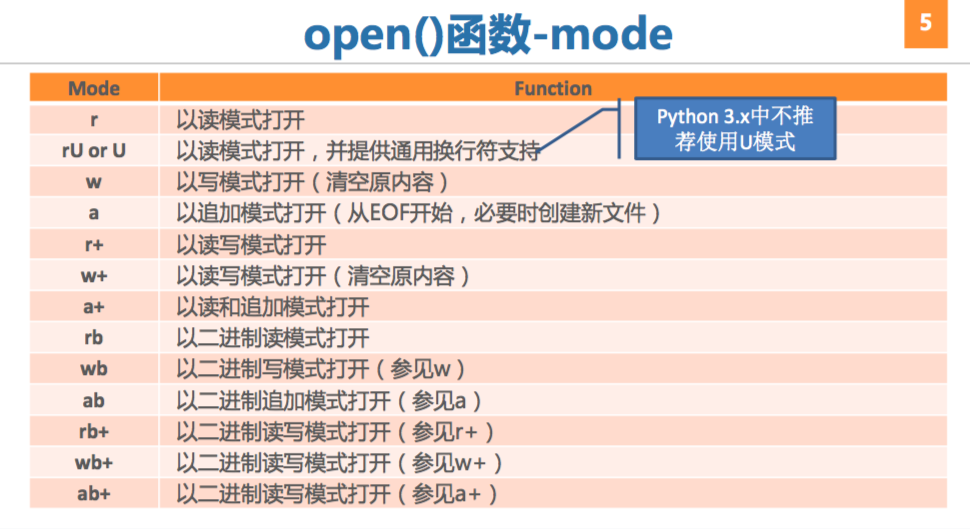 open()函数-mode
5
Mode Function
r 以读模式打开
rU or U 以读模式打开，并提供通用换行符支持
Python 3.x中不推
荐使用U模式
w 以写模式打开（清空原内容）
a 以追加模式打开（从EOF开始，必要时创建新文件）
r+ 以读写模式打开
w+ 以读写模式打开（清空原内容）
a+ 以读和追加模式打开
rb 以二进制读模式打开
wb 以二进制写模式打开（参见w）
ab 以二进制追加模式打开（参见a）
rb+ 以二进制读写模式打开（参见r+）
wb+ 以二进制读写模式打开（参见w+）
ab+ 以二进制读写模式打开（参见a+）